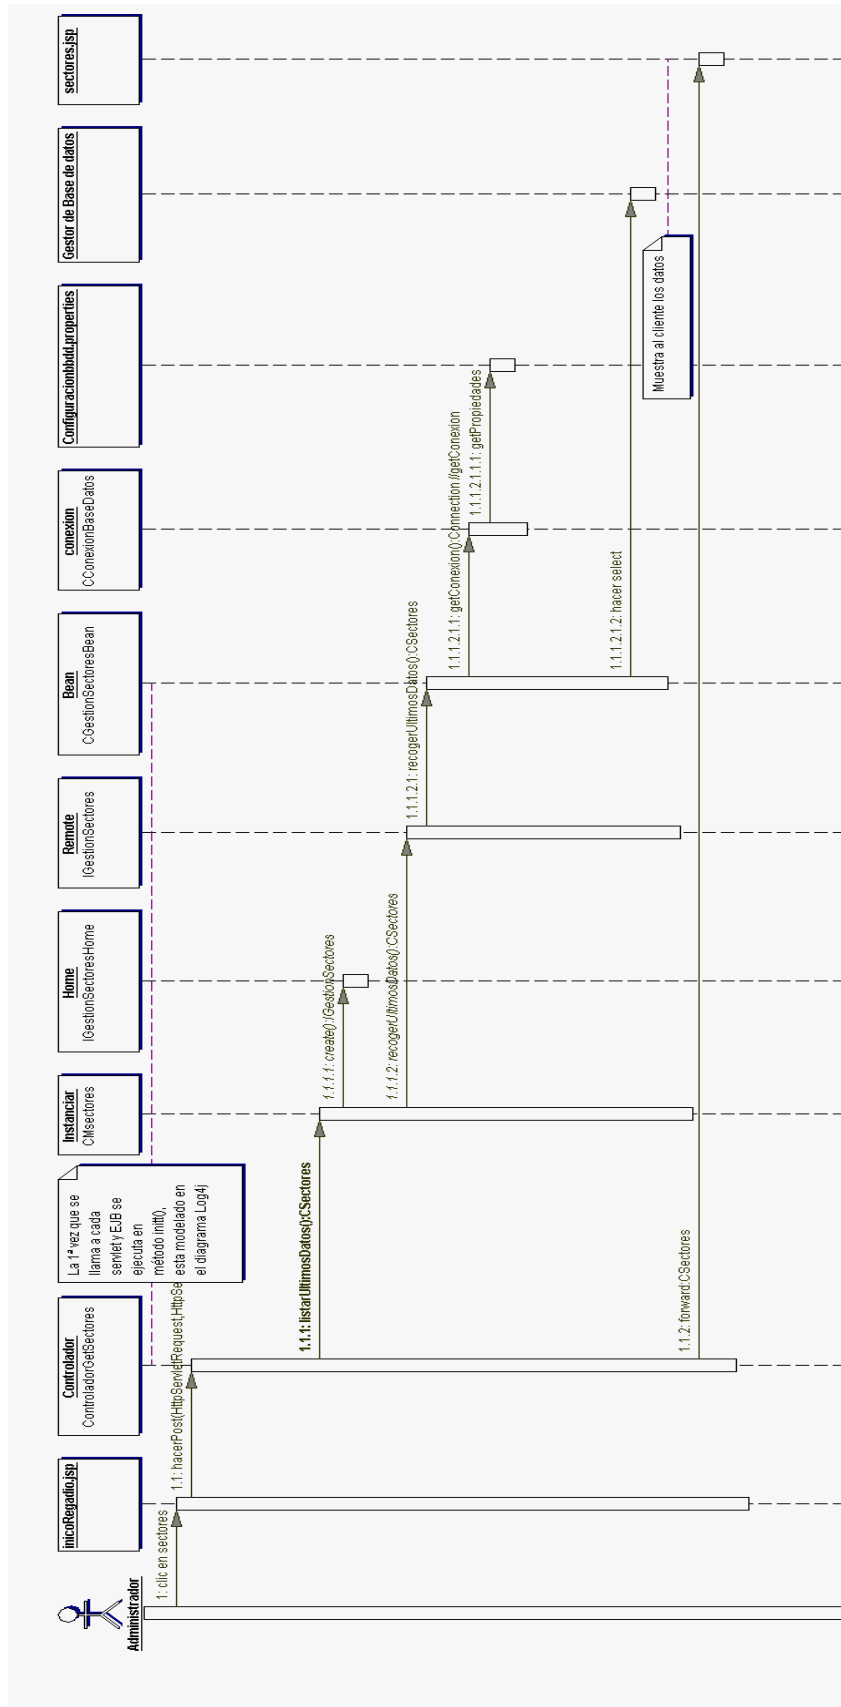 Administrador
inicoRegadio.jsp
Controlador
ControladorGetSectores
Instanciar
CMsectores
Home
IGestionSectoresHome
Remote
IGestionSectores
Bean
CGestionSectoresBean
conexion
CConexionBaseDatos
Configuracionbbdd.properties
Gestor de Base de datos
sectores.jsp
La 1ª vez que se
llama a cada
servlet y EJB se
ejecuta en
método initt(),
esta modelado en
el diagrama Log4j
1: clic en sectores
1.1: hacerPost(HttpServletRequest,HttpSe
1.1.1: listarUltimosDatos():CSectores
1.1.1.1: create():IGestionSectores
1.1.1.2: recogerUltimosDatos():CSectores
1.1.1.2.1: recogerUltimosDatos():CSectores
1.1.1.2.1.1: getConexion():Connection //getConexion
1.1.1.2.1.1.1: getPropiedades
1.1.1.2.1.2: hacer select
Muestra al cliente los datos
1.1.2: forward:CSectores